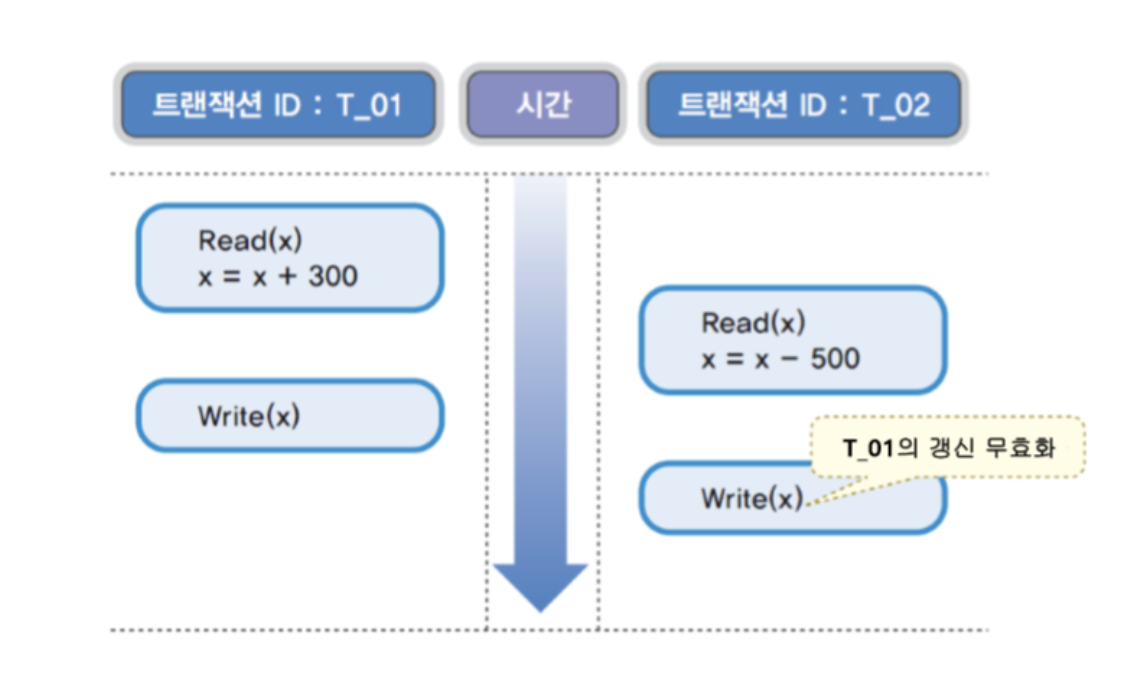 트랜잭션 ID : T_01
시간
트랜잭션 ID : T_02
Read(x)
x = x + 300
Read(x)
x = x − 500
Write(x)
T_01의 갱신 무효화
Write(x)